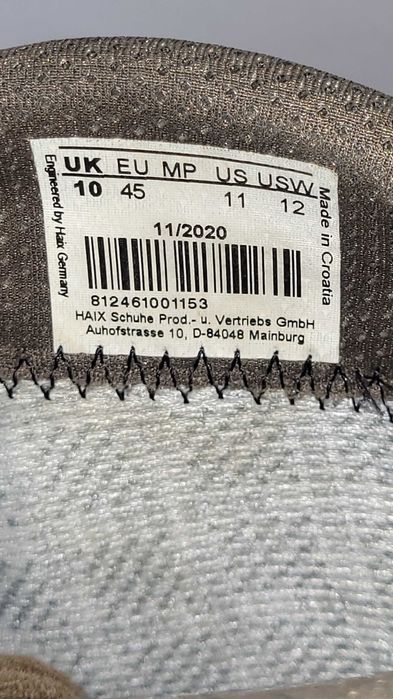 UK EU MP US USW
10 45 11 12
11/2020
812461001153
HAIX Schuhe Prod.- u. Vertriebs GmbH
Auhofstrasse 10, D-84048 Mainburg
Engineered by Haix Germany
Made in Croatia